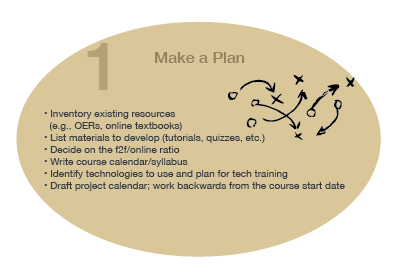 1
Make a Plan
• Inventory existing resources
(e.g., OERs, online textbooks)
• List materials to develop (tutorials, quizzes, etc.)
• Decide on the f2f/online ratio
• Write course calendar/syllabus
• Identify technologies to use and plan for tech training
• Draft project calendar; work backwards from the course start date